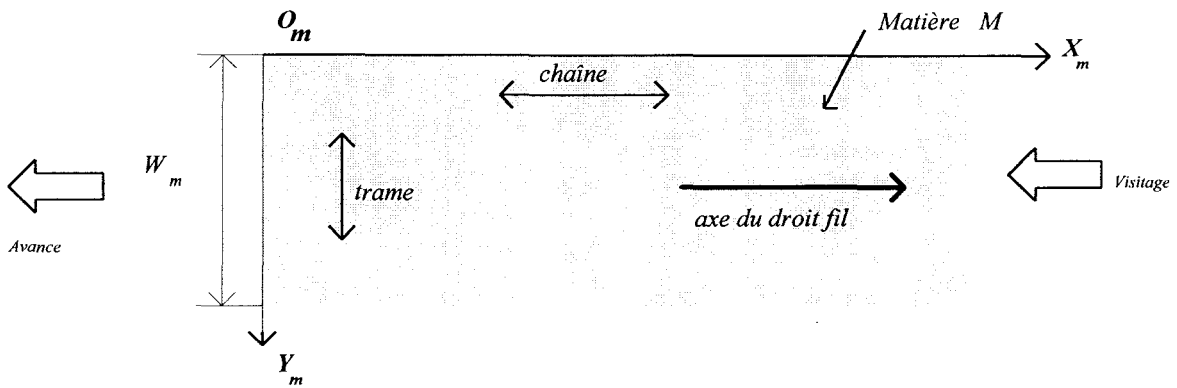 O_m
Matière M
X_m
chaîne
W_m
trame
Visitage
axe du droit fil
Avance
Y_m